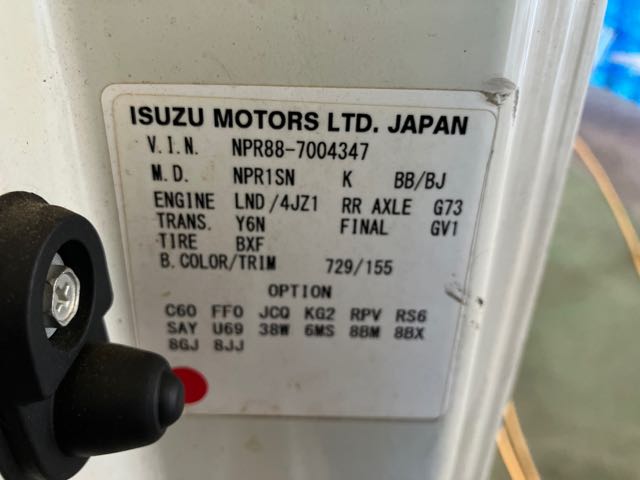 ISUZU MOTORS LTD. JAPAN
V.I.N. NPR88-7004347
M.D. NPR1SN K BB/BJ
ENGINE LND/4JZ1 RR AXLE G73
TRANS. Y6N FINAL GV1
TIRE BXF
B.COLOR/TRIM 729/155
OPTION
C60 FF0 JCQ KG2 RPV RS6
SAY U69 38W 6MS 8BM 8BX
8GJ 8JJ